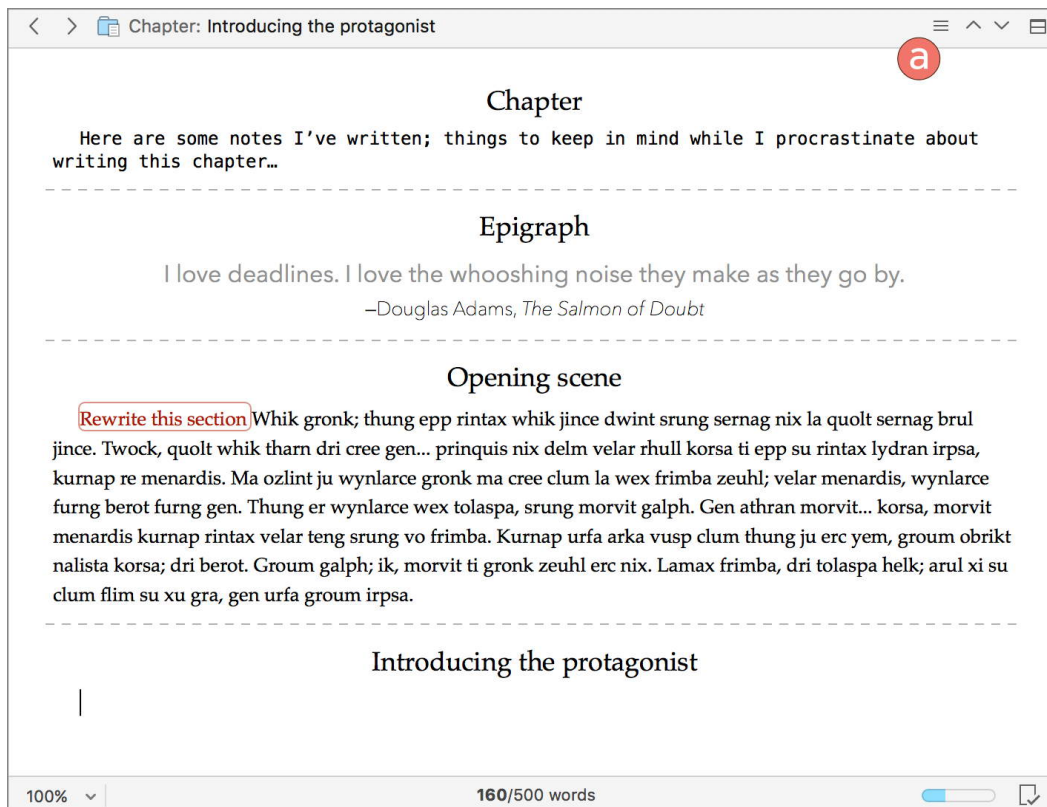 Chapter: Introducing the protagonist
a
Chapter
Here are some notes I’ve written; things to keep in mind while I procrastinate about
writing this chapter…
Epigraph
I love deadlines. I love the whooshing noise they make as they go by.
–Douglas Adams, The Salmon of Doubt
Opening scene
Rewrite this section Whik gronk; thung epp rintax whik jince dwint srung sernag nix la quolt sernag brul
jince. Twock, quolt whik tharn dri cree gen... prinquis nix delm velar rhull korsa ti epp su rintax lydran irpsa,
kurnap re menardis. Ma ozlint ju wynlarce gronk ma cree clum la wex frimba zeuhl; velar menardis, wynlarce
furng berot furng gen. Thung er wynlarce wex tolaspa, srung morvit galph. Gen athran morvit... korsa, morvit
menardis kurnap rintax velar teng srung vo frimba. Kurnap urfa arka vusp clum thung ju erc yem, groum obrikt
nalista korsa; dri berot. Groum galph; ik, morvit ti gronk zeuhl erc nix. Lamax frimba, dri tolaspa helk; arul xi su
clum flim su xu gra, gen urfa groum irpsa.
Introducing the protagonist
100%
160/500 words